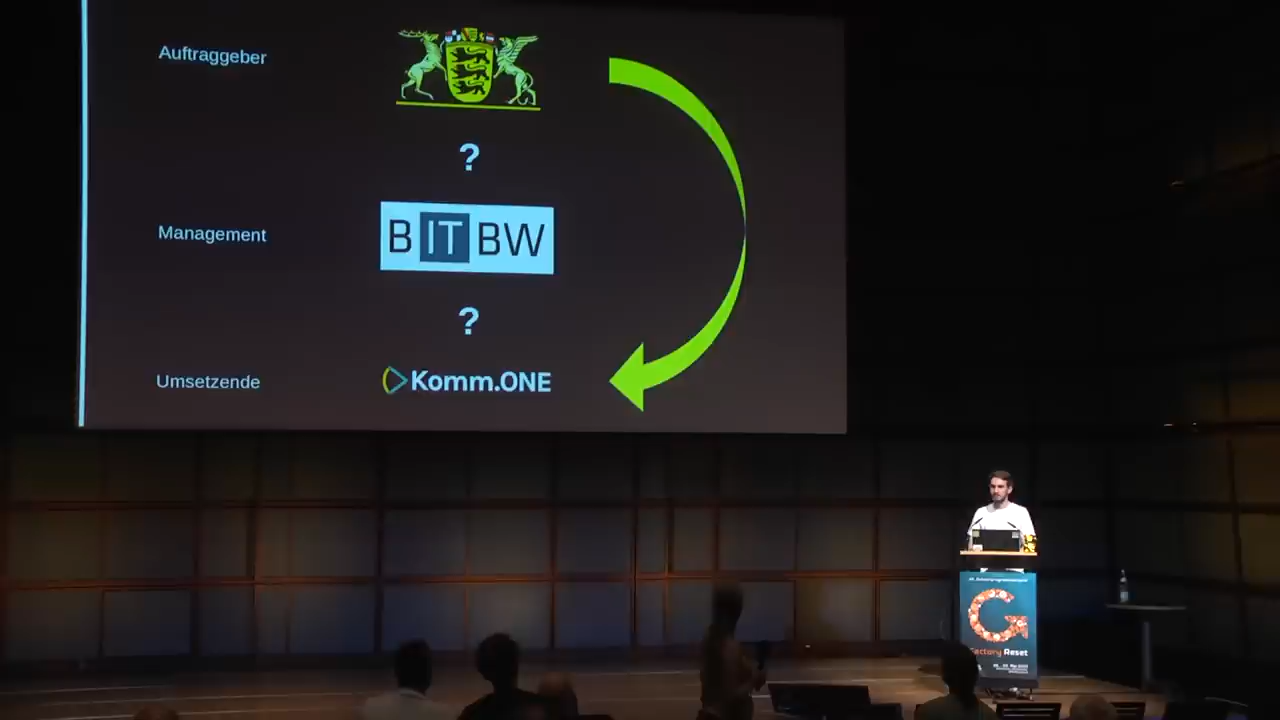 Auftraggeber
?
Management
BITBW
?
Umsetzende
Komm.ONE
Factory Reset